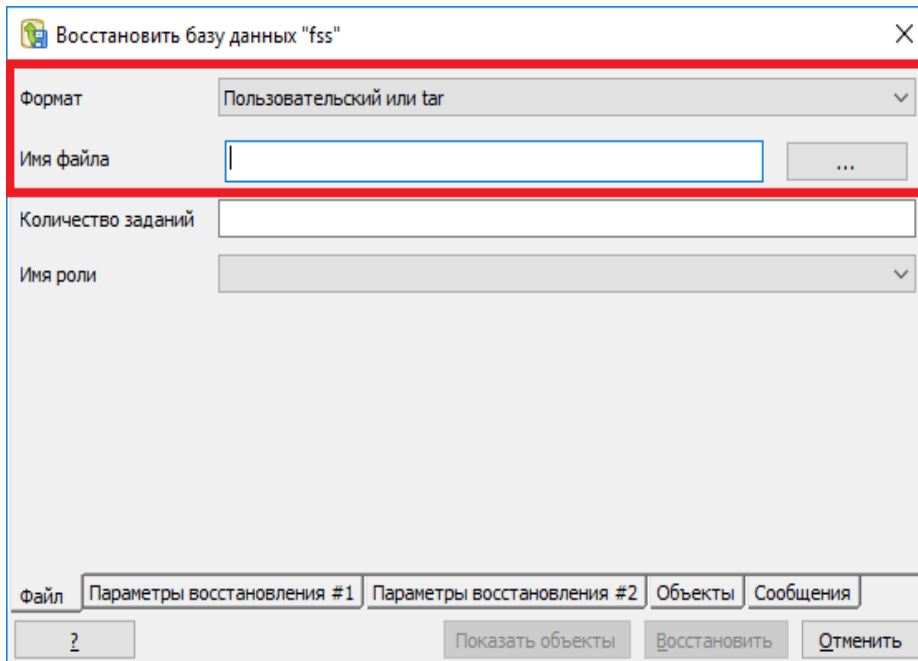 Восстановить базу данных "fss"
Формат Пользовательский или tar
Имя файла ...
Количество заданий
Имя роли
Файл Параметры восстановления #1 Параметры восстановления #2 Объекты Сообщения
? Показать объекты Восстановить Отменить